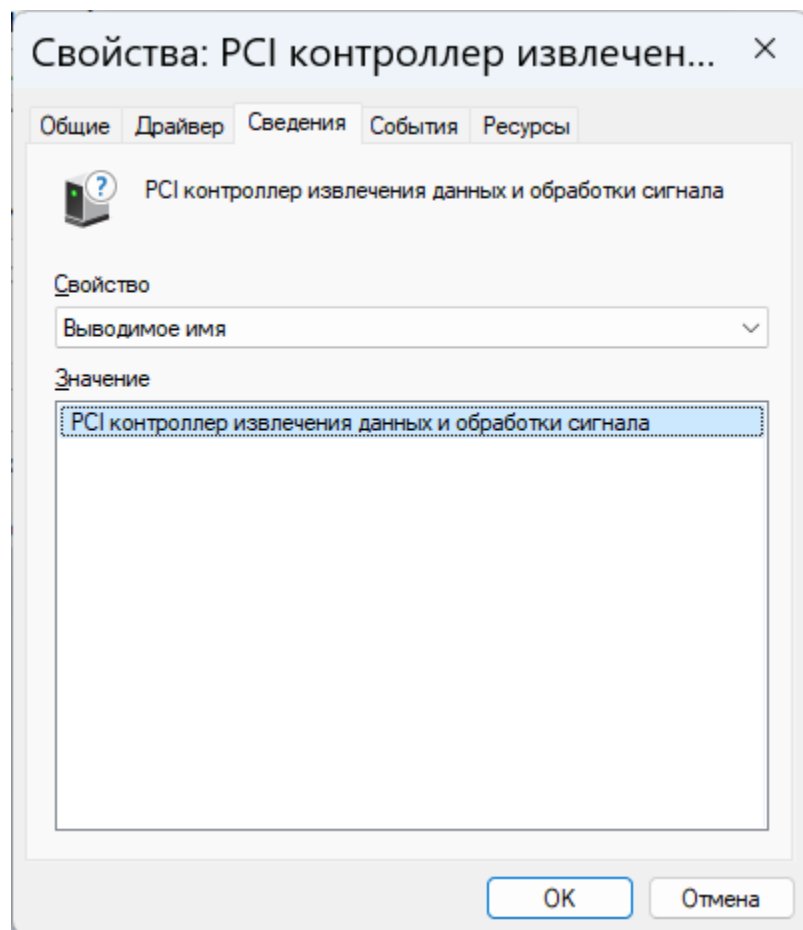 Свойства: PCI контроллер извлечен...
Общие Драйвер Сведения События Ресурсы
PCI контроллер извлечения данных и обработки сигнала
Свойство
Выводимое имя
Значение
PCI контроллер извлечения данных и обработки сигнала
OK Отмена